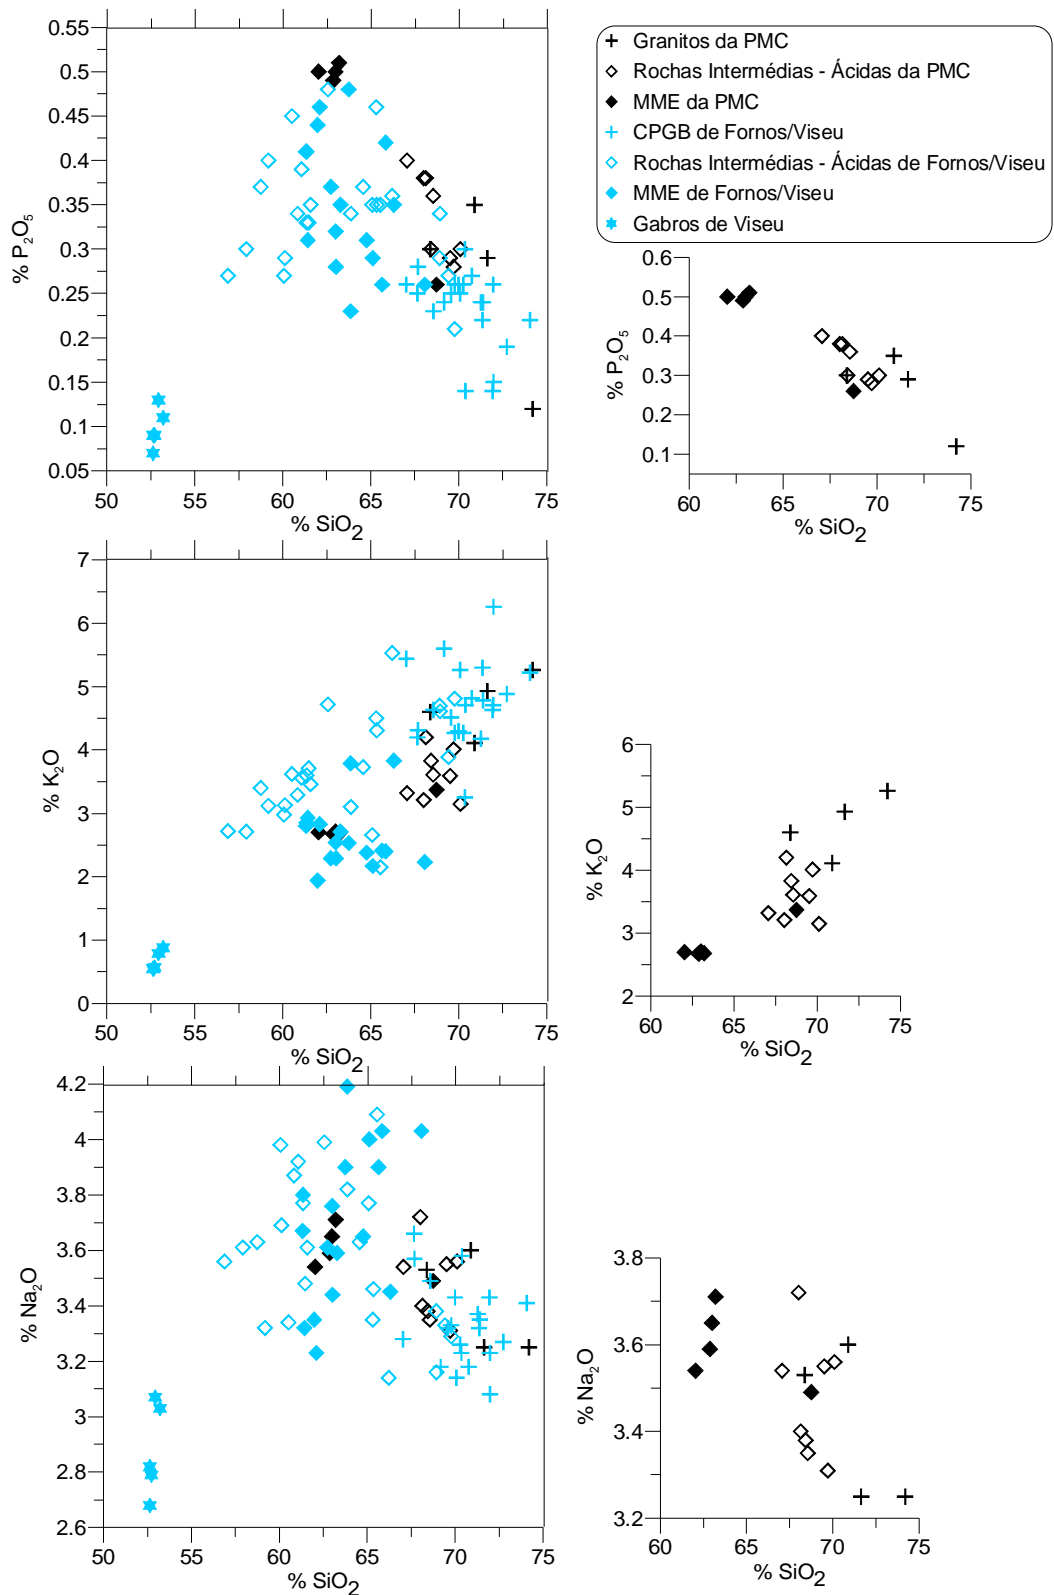 0.55
0.5
0.45
0.4
0.35
0.3
0.25
0.2
0.15
0.1
0.05
% P2O5
50 55 60 65 70 75
% SiO2
Granitos da PMC
Rochas Intermédias - Ácidas da PMC
MME da PMC
CPGB de Fornos/Viseu
Rochas Intermédias - Ácidas de Fornos/Viseu
MME de Fornos/Viseu
Gabros de Viseu
0.6
0.5
0.4
0.3
0.2
0.1
% P2O5
60 65 70 75
% SiO2
7
6
5
4
3
2
1
0
% K2O
50 55 60 65 70 75
% SiO2
6
5
4
3
2
% K2O
60 65 70 75
% SiO2
4.2
4
3.8
3.6
3.4
3.2
3
2.8
2.6
% Na2O
50 55 60 65 70 75
% SiO2
3.8
3.6
3.4
3.2
% Na2O
60 65 70 75
% SiO2